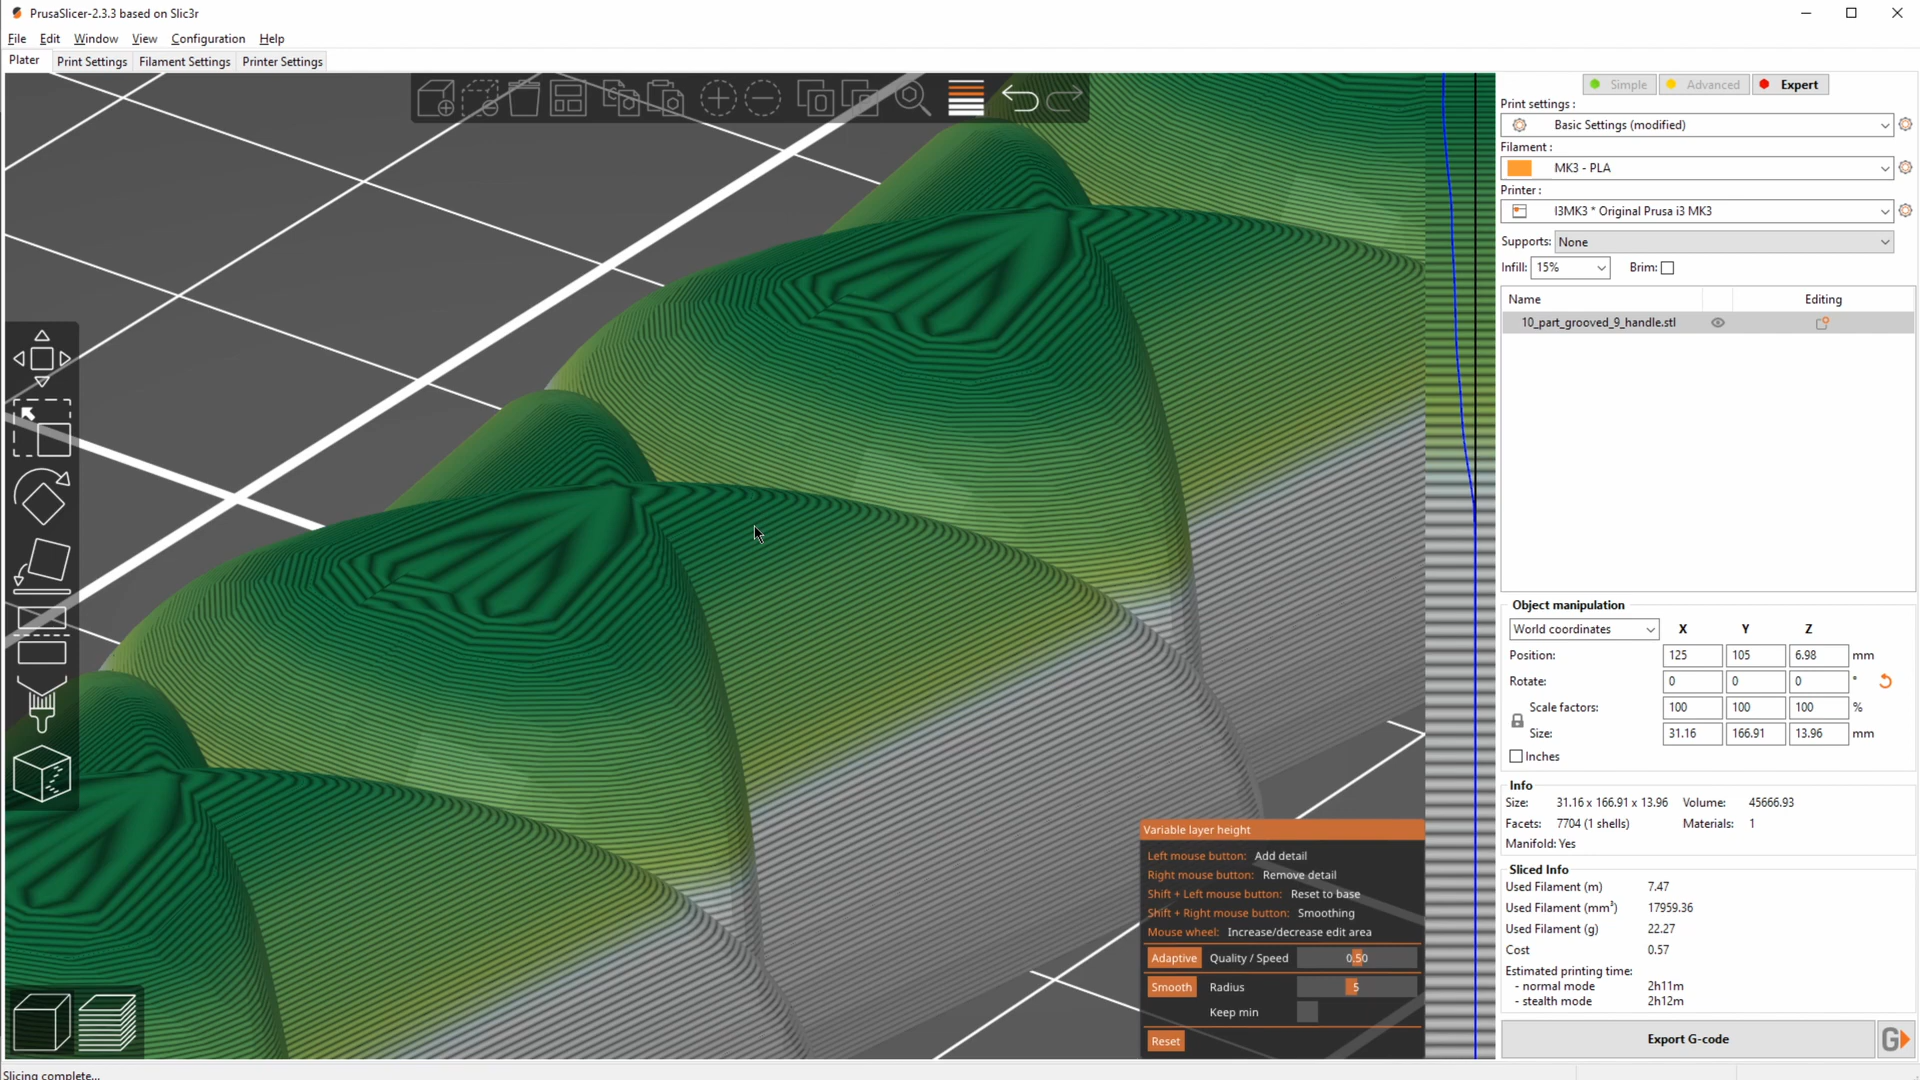 PrusaSlicer-2.3.3 based on Slic3r
File Edit Window View Configuration Help
Plater Print Settings Filament Settings Printer Settings
Simple Advanced Expert
Print settings :
Basic Settings (modified)
Filament :
MK3 - PLA
Printer :
I3MK3 * Original Prusa i3 MK3
Supports: None
Infill: 15% Brim:
Name Editing
10_part_grooved_9_handle.stl
Object manipulation
World coordinates X Y Z
Position: 125 105 6.98 mm
Rotate: 0 0 0 °
Scale factors: 100 100 100 %
Size: 31.16 166.91 13.96 mm
Inches
Info
Size: 31.16 x 166.91 x 13.96 Volume: 45666.93
Facets: 7704 (1 shells) Materials: 1
Manifold: Yes
Sliced Info
Used Filament (m) 7.47
Used Filament (mm³) 17959.36
Used Filament (g) 22.27
Cost 0.57
Estimated printing time:
- normal mode 2h11m
- stealth mode 2h12m
Export G-code
G
Variable layer height
Left mouse button: Add detail
Right mouse button: Remove detail
Shift + Left mouse button: Reset to base
Shift + Right mouse button: Smoothing
Mouse wheel: Increase/decrease edit area
Adaptive Quality / Speed 0.50
Smooth Radius 5
Keep min
Reset
Slicing complete...